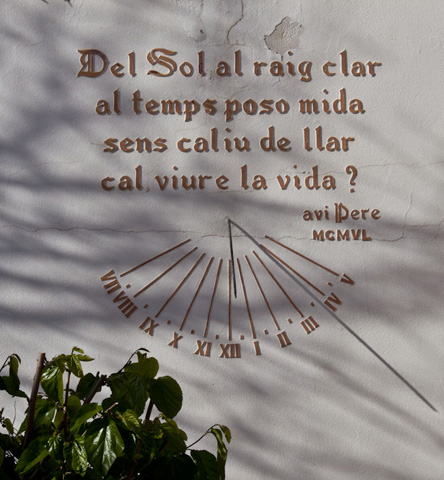 Del Sol, al raig clar
al temps poso mida
sens caliu de llar
cal viure la vida ?
avi Pere
MCMVL
VII VIII IX X XI XII I II III IV V